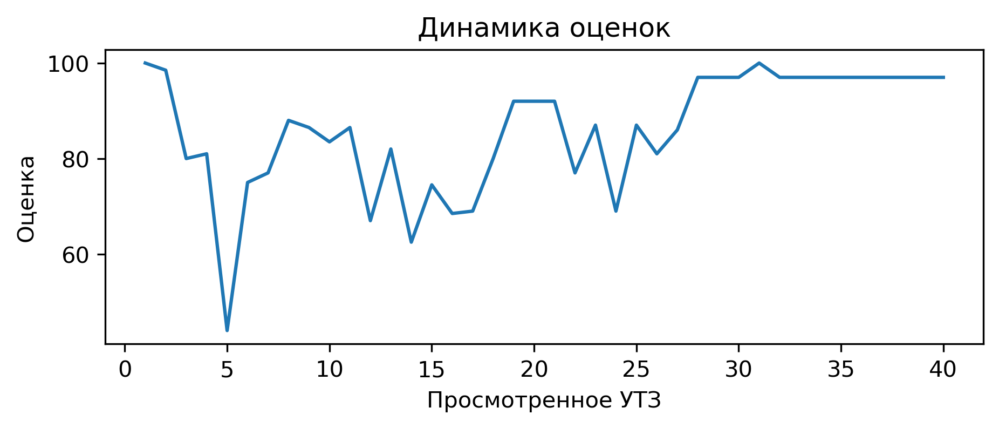 Динамика оценок
Оценка
100
80
60
0 5 10 15 20 25 30 35 40
Просмотренное УТЗ